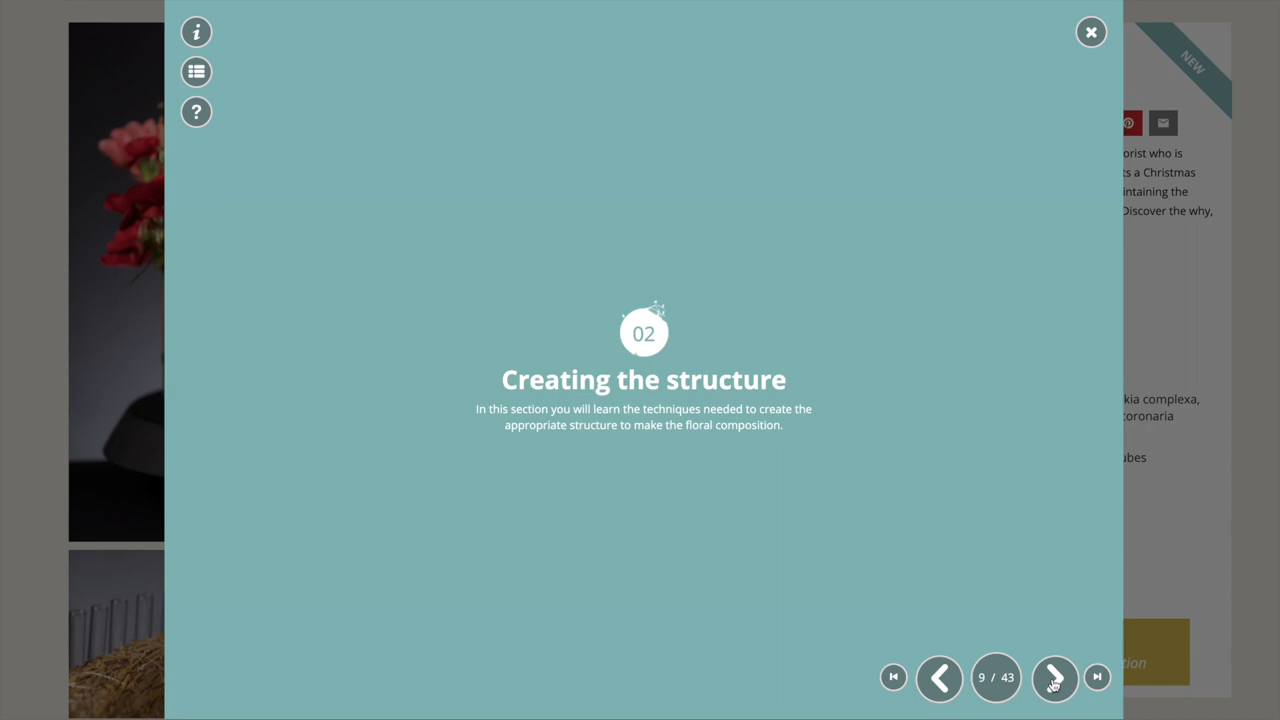 NEW
orist who is
ts a Christmas
intaining the
Discover the why,
02
Creating the structure
In this section you will learn the techniques needed to create the
appropriate structure to make the floral composition.
kia complexa,
coronaria
ubes
tion
9 / 43